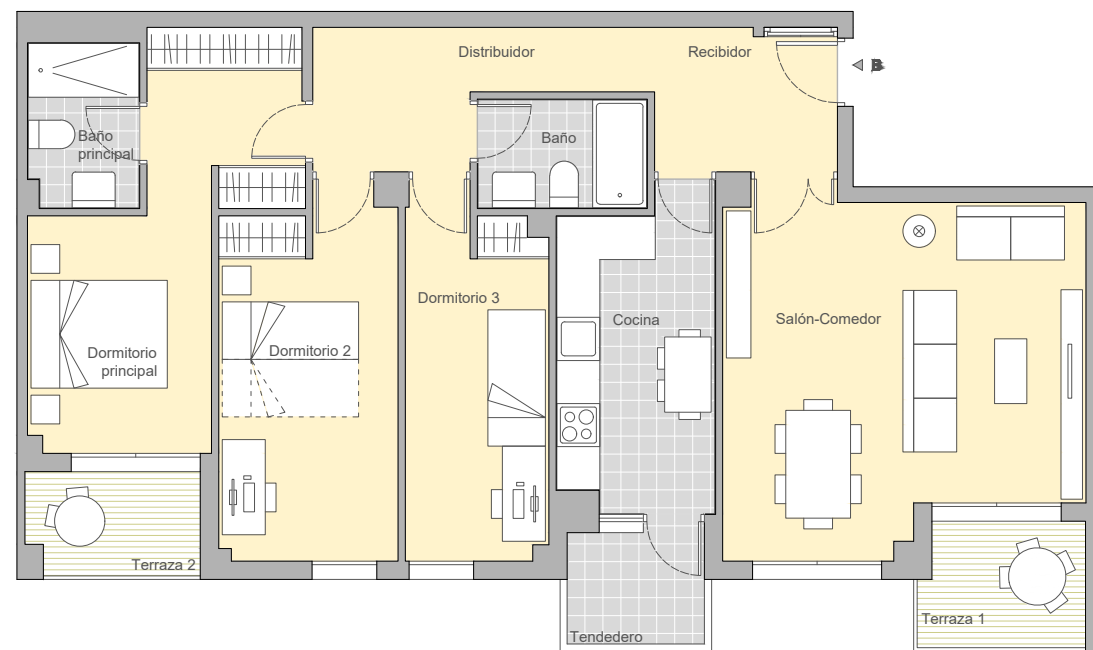 Distribuidor
Recibidor
Baño
principal
Baño
Dormitorio 3
Cocina
Salón-Comedor
Dormitorio 2
Dormitorio
principal
Terraza 2
Terraza 1
Tendedero